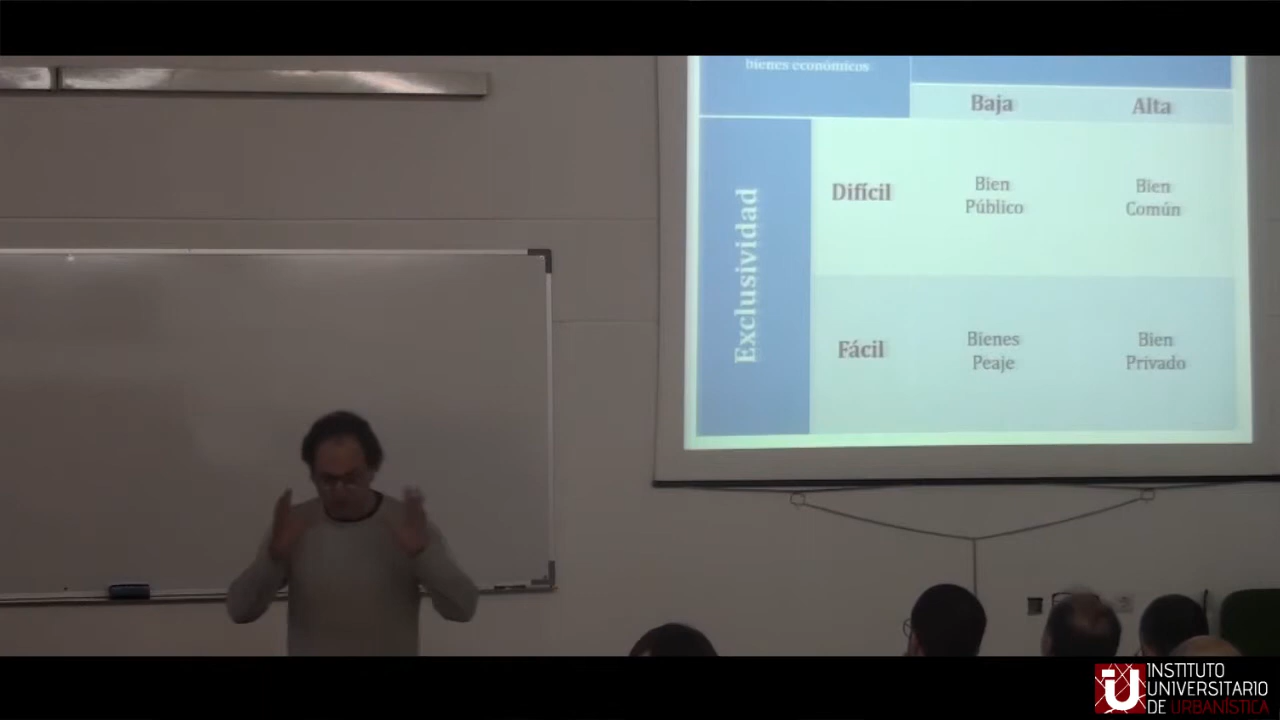 bienes económicos
Baja Alta
Exclusividad
Difícil
Bien
Público
Bien
Común
Fácil
Bienes
Peaje
Bien
Privado
INSTITUTO
UNIVERSITARIO
DE URBANÍSTICA